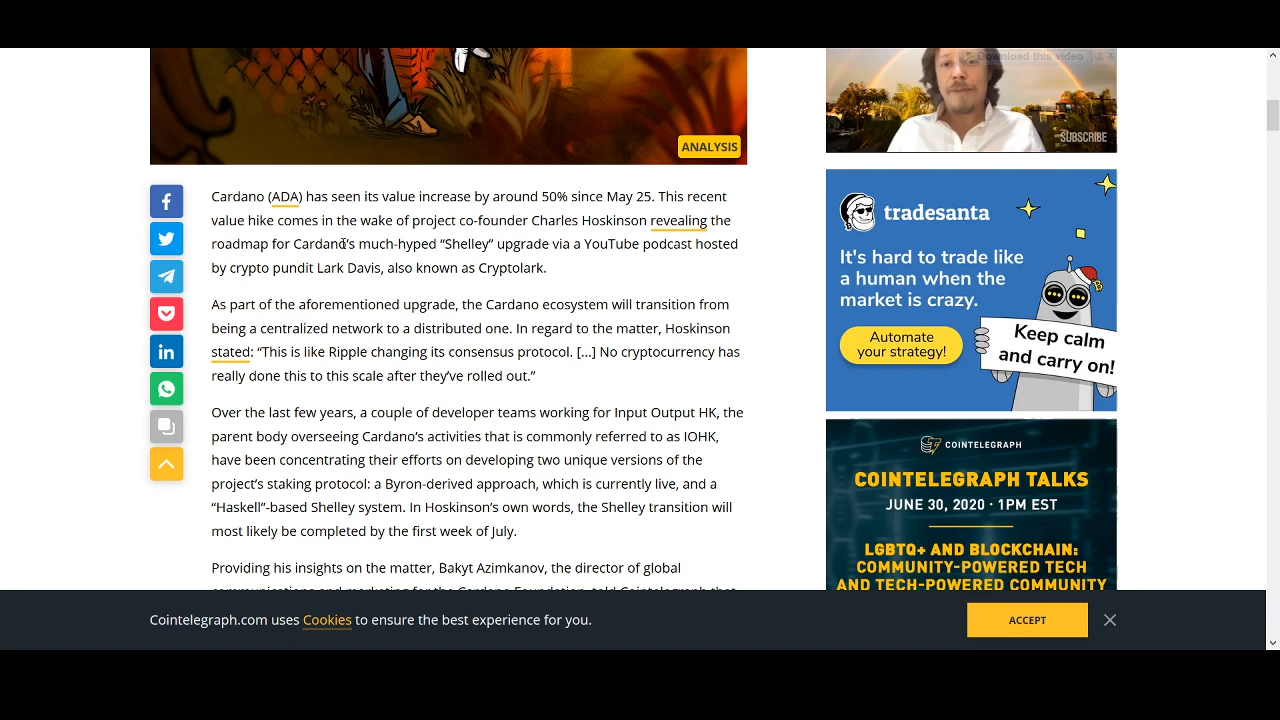 Download this video
SUBSCRIBE
ANALYSIS
Cardano (ADA) has seen its value increase by around 50% since May 25. This recent
value hike comes in the wake of project co-founder Charles Hoskinson revealing the
roadmap for Cardano's much-hyped “Shelley” upgrade via a YouTube podcast hosted
by crypto pundit Lark Davis, also known as Cryptolark.
As part of the aforementioned upgrade, the Cardano ecosystem will transition from
being a centralized network to a distributed one. In regard to the matter, Hoskinson
stated: “This is like Ripple changing its consensus protocol. [...] No cryptocurrency has
really done this to this scale after they’ve rolled out.”
Over the last few years, a couple of developer teams working for Input Output HK, the
parent body overseeing Cardano’s activities that is commonly referred to as IOHK,
have been concentrating their efforts on developing two unique versions of the
projest’s staking protocol: a Byron-derived approach, which is currently live, and a
“Haskell”-based Shelley system. In Hoskinson’s own words, the Shelley transition will
most likely be completed by the first week of July.
Providing his insights on the matter, Bakyt Azimkanov, the director of global
tradesanta
It's hard to trade like
a human when the
market is crazy.
Automate
your strategy!
Keep calm
and carry on!
COINTELEGRAPH
COINTELEGRAPH TALKS
JUNE 30, 2020 · 1PM EST
LGBTQ+ AND BLOCKCHAIN:
COMMUNITY-POWERED TECH
AND TECH-POWERED COMMUNITY
Cointelegraph.com uses Cookies to ensure the best experience for you.
ACCEPT